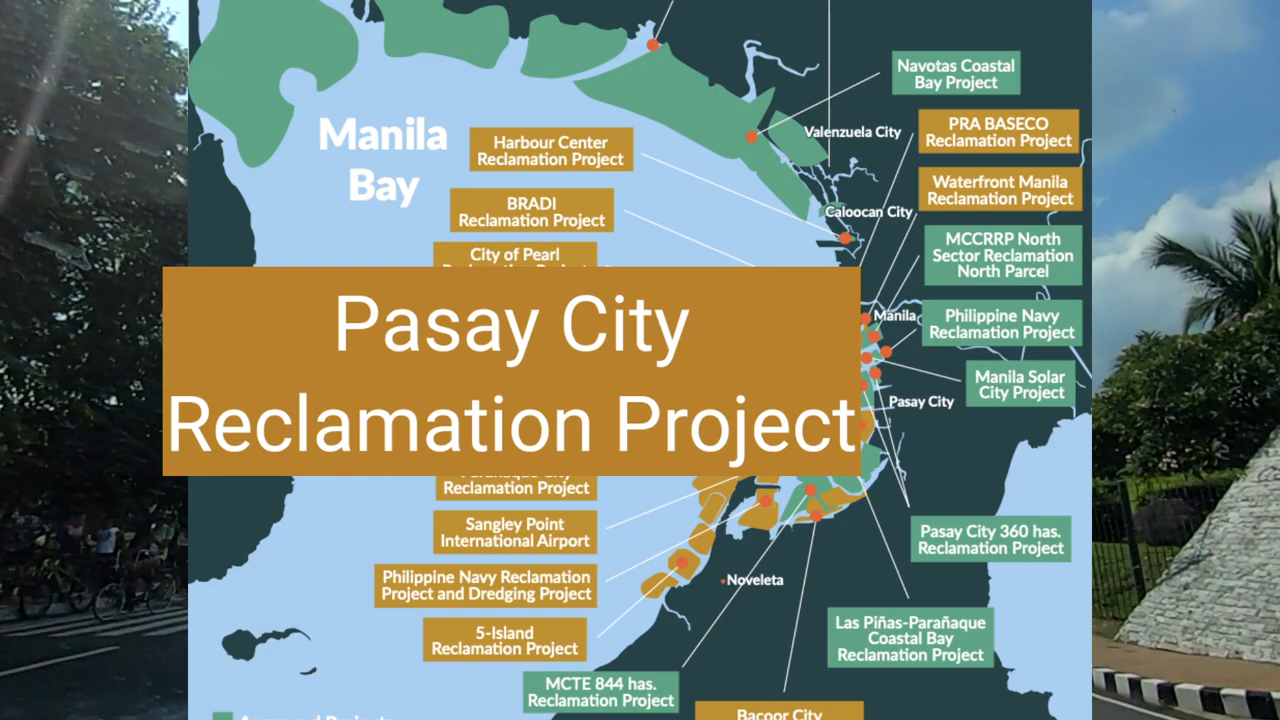 Manila
Bay
Harbour Center
Reclamation Project
BRADI
Reclamation Project
City of Pearl
Pasay City
Reclamation Project
Reclamation Project
Sangley Point
International Airport
Philippine Navy Reclamation
Project and Dredging Project
5-Island
Reclamation Project
MCTE 844 has.
Reclamation Project
Bacoor City
Noveleta
Navotas Coastal
Bay Project
Valenzuela City
PRA BASECO
Reclamation Project
Waterfront Manila
Reclamation Project
Caloocan City
MCCRRP North
Sector Reclamation
North Parcel
Manila
Philippine Navy
Reclamation Project
Manila Solar
City Project
Pasay City
Pasay City 360 has.
Reclamation Project
Las Piñas-Parañaque
Coastal Bay
Reclamation Project